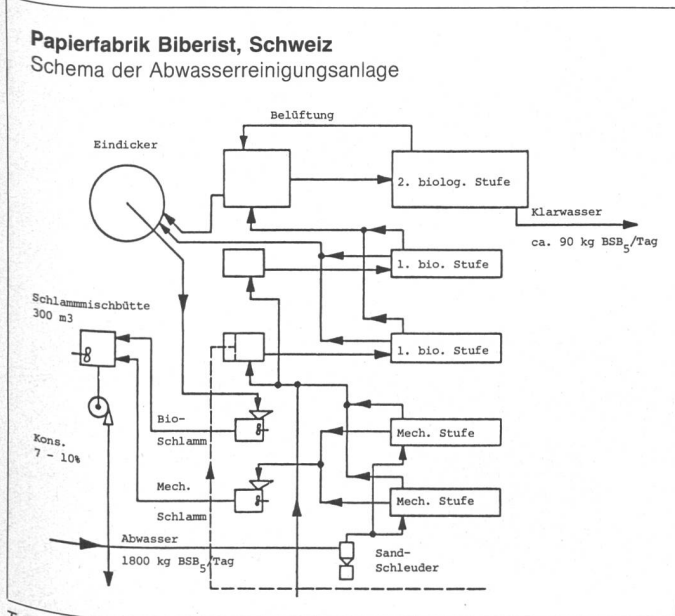 Papierfabrik Biberist, Schweiz
Schema der Abwasserreinigungsanlage
Belüftung
Eindicker
2. biolog. Stufe
Klarwasser
ca. 90 kg BSB5/Tag
1. bio. Stufe
Schlammmischbütte
300 m3
1. bio. Stufe
Bio-
Schlamm
Mech. Stufe
Kons.
7 - 10%
Mech.
Schlamm
Mech. Stufe
Abwasser
1800 kg BSB5/Tag
Sand-
Schleuder